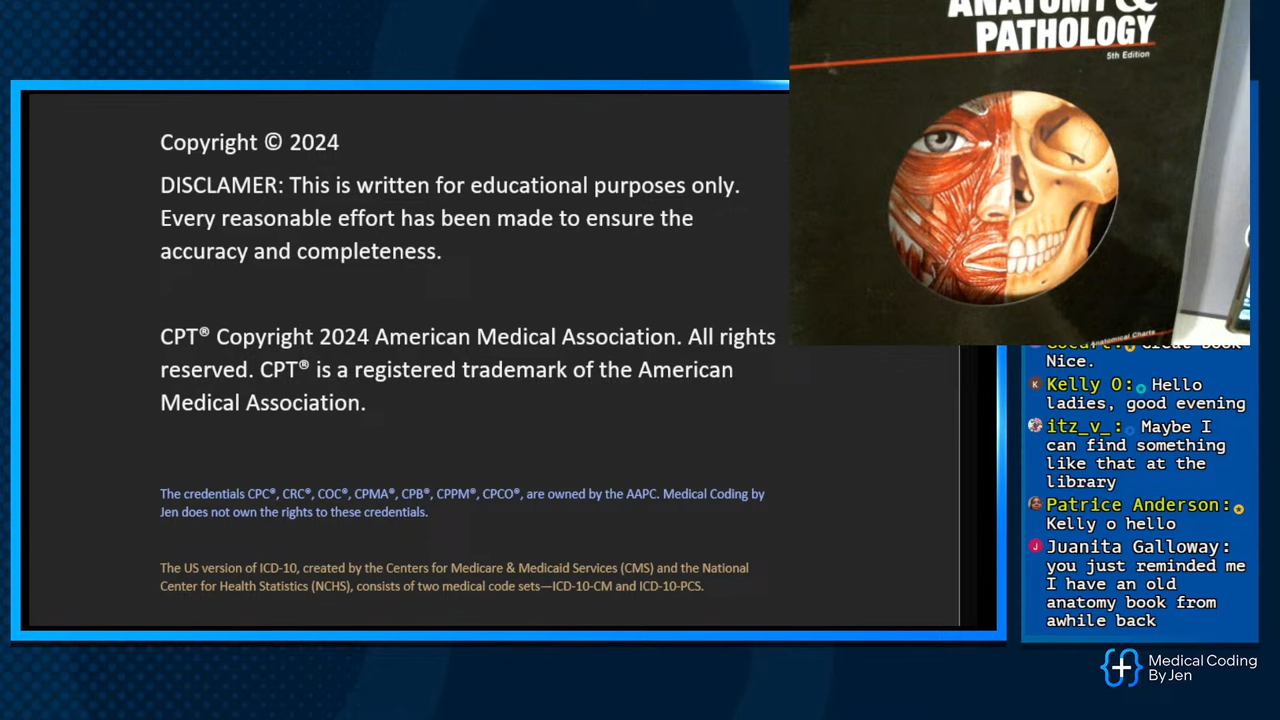 Copyright © 2024
DISCLAMER: This is written for educational purposes only.
Every reasonable effort has been made to ensure the
accuracy and completeness.
CPT® Copyright 2024 American Medical Association. All rights
reserved. CPT® is a registered trademark of the American
Medical Association.
The credentials CPC®, CRC®, COC®, CPMA®, CPB®, CPPM®, CPCO®, are owned by the AAPC. Medical Coding by
Jen does not own the rights to these credentials.
The US version of ICD-10, created by the Centers for Medicare & Medicaid Services (CMS) and the National
Center for Health Statistics (NCHS), consists of two medical code sets—ICD-10-CM and ICD-10-PCS.
ANATOMY &
PATHOLOGY
5th Edition
Anatomical Charts
Great book
Nice.
Kelly O: Hello
ladies, good evening
itz_v_: Maybe I
can find something
like that at the
library
Patrice Anderson:
Kelly o hello
Juanita Galloway:
you just reminded me
I have an old
anatomy book from
awhile back
Medical Coding
By Jen